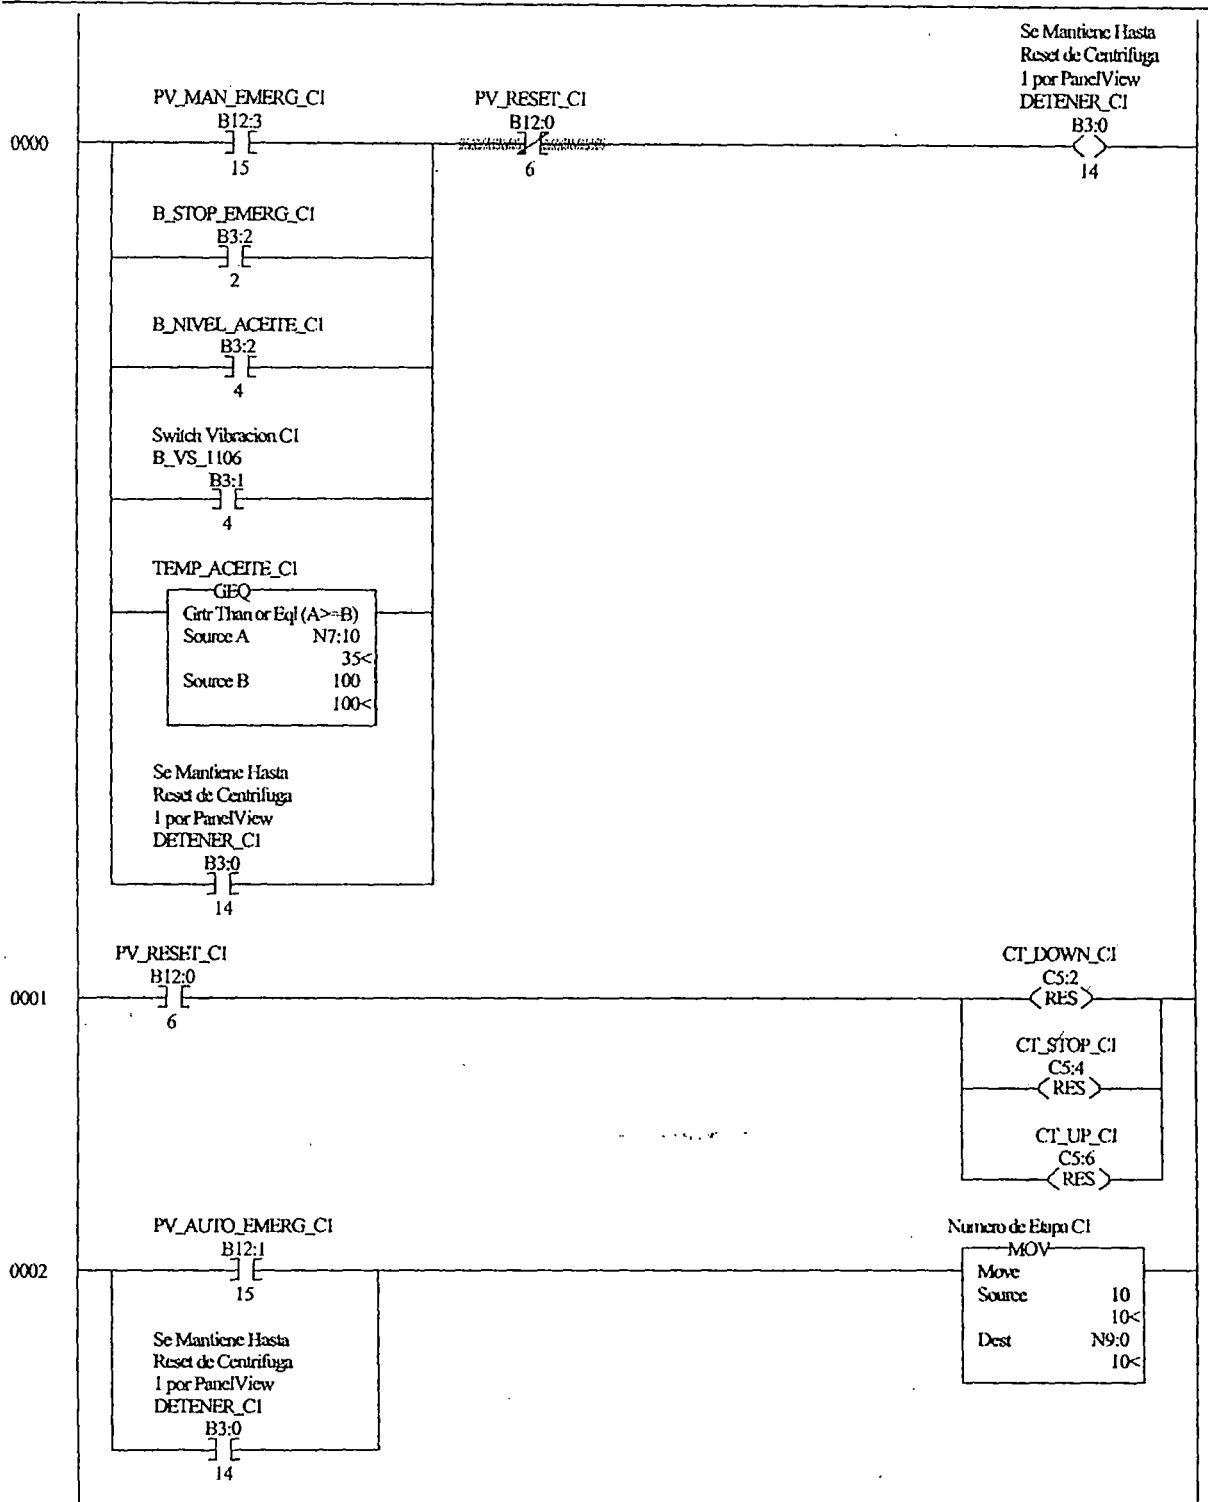 Se Mantiene Hasta
Reset de Centrifuga
1 por PanelView
DETENER_C1
B3:0
14
0000
PV_MAN_EMERG_C1
B12:3
15
PV_RESET_C1
B12:0
6
B_STOP_EMERG_C1
B3:2
2
B_NIVEL_ACEITE_C1
B3:2
4
Switch Vibracion C1
B_VS_1106
B3:1
4
TEMP_ACEITE_C1
GEQ
Grtr Than or Eql (A>=B)
Source A N7:10
35<
Source B 100
100<
Se Mantiene Hasta
Reset de Centrifuga
1 por PanelView
DETENER_C1
B3:0
14
0001
PV_RESET_C1
B12:0
6
CT_DOWN_C1
C5:2
RES
CT_STOP_C1
C5:4
RES
CT_UP_C1
C5:6
RES
0002
PV_AUTO_EMERG_C1
B12:1
15
Se Mantiene Hasta
Reset de Centrifuga
1 por PanelView
DETENER_C1
B3:0
14
Numero de Etapa C1
MOV
Move
Source 10
10<
Dest N9:0
10<